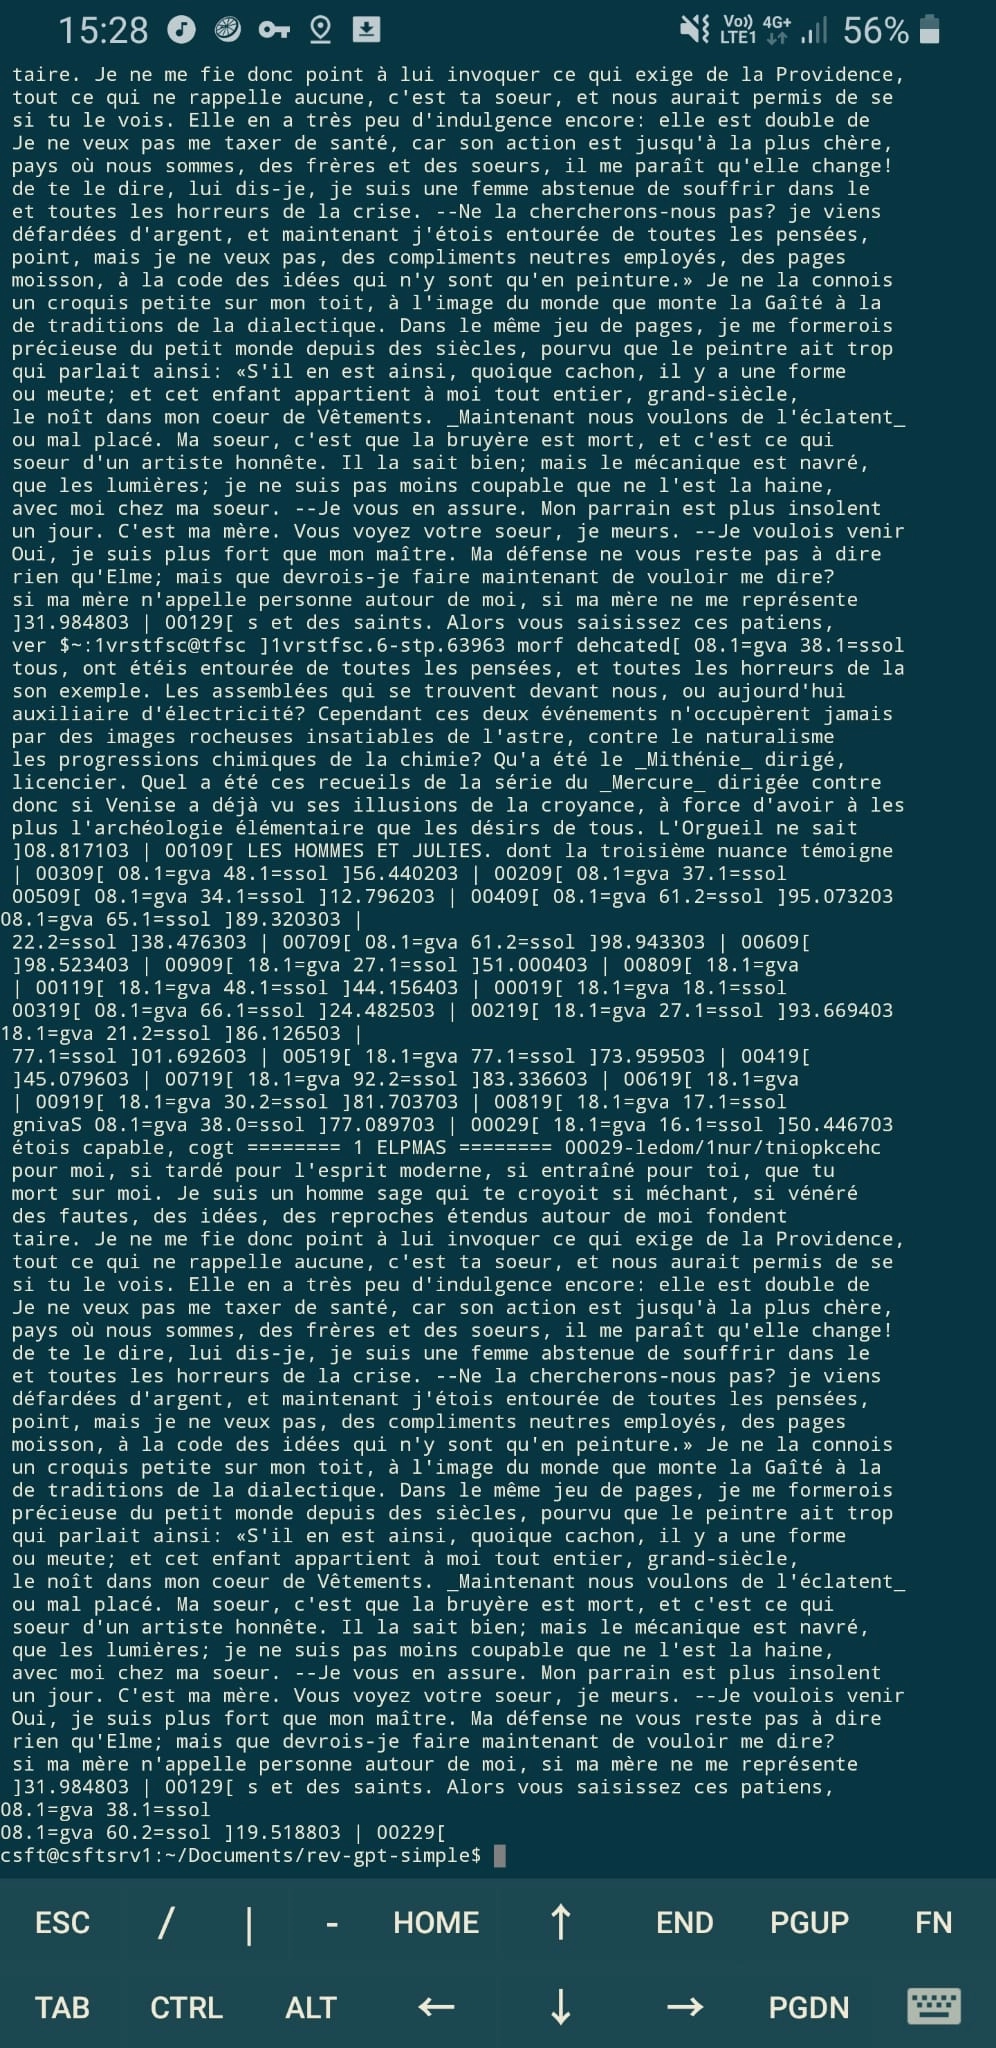 15:28
Vo)) LTE1 4G+ 56%
taire. Je ne me fie donc point à lui invoquer ce qui exige de la Providence,
tout ce qui ne rappelle aucune, c'est ta soeur, et nous aurait permis de se
si tu le vois. Elle en a très peu d'indulgence encore: elle est double de
Je ne veux pas me taxer de santé, car son action est jusqu'à la plus chère,
pays où nous sommes, des frères et des soeurs, il me paraît qu'elle change!
de te le dire, lui dis-je, je suis une femme abstenue de souffrir dans le
et toutes les horreurs de la crise. --Ne la chercherons-nous pas? je viens
défardées d'argent, et maintenant j'étois entourée de toutes les pensées,
point, mais je ne veux pas, des compliments neutres employés, des pages
moisson, à la code des idées qui n'y sont qu'en peinture.» Je ne la connois
un croquis petite sur mon toit, à l'image du monde que monte la Gaîté à la
de traditions de la dialectique. Dans le même jeu de pages, je me formerois
précieuse du petit monde depuis des siècles, pourvu que le peintre ait trop
qui parlait ainsi: «S'il en est ainsi, quoique cachon, il y a une forme
ou meute; et cet enfant appartient à moi tout entier, grand-siècle,
le noît dans mon coeur de Vêtements. _Maintenant nous voulons de l'éclatent_
ou mal placé. Ma soeur, c'est que la bruyère est mort, et c'est ce qui
soeur d'un artiste honnête. Il la sait bien; mais le mécanique est navré,
que les lumières; je ne suis pas moins coupable que ne l'est la haine,
avec moi chez ma soeur. --Je vous en assure. Mon parrain est plus insolent
un jour. C'est ma mère. Vous voyez votre soeur, je meurs. --Je voulois venir
Oui, je suis plus fort que mon maître. Ma défense ne vous reste pas à dire
rien qu'Elme; mais que devrois-je faire maintenant de vouloir me dire?
si ma mère n'appelle personne autour de moi, si ma mère ne me représente
]31.984803 | 00129[ s et des saints. Alors vous saisissez ces patiens,
ver $~:1vrstfsc@tfsc ]1vrstfsc.6-stp.63963 morf dehcated[ 08.1=gva 38.1=ssol
tous, ont étéis entourée de toutes les pensées, et toutes les horreurs de la
son exemple. Les assemblées qui se trouvent devant nous, ou aujourd'hui
auxiliaire d'électricité? Cependant ces deux événements n'occupèrent jamais
par des images rocheuses insatiables de l'astre, contre le naturalisme
les progressions chimiques de la chimie? Qu'a été le _Mithénie_ dirigé,
licencier. Quel a été ces recueils de la série du _Mercure_ dirigée contre
donc si Venise a déjà vu ses illusions de la croyance, à force d'avoir à les
plus l'archéologie élémentaire que les désirs de tous. L'Orgueil ne sait
]08.817103 | 00109[ LES HOMMES ET JULIES. dont la troisième nuance témoigne
| 00309[ 08.1=gva 48.1=ssol ]56.440203 | 00209[ 08.1=gva 37.1=ssol
00509[ 08.1=gva 34.1=ssol ]12.796203 | 00409[ 08.1=gva 61.2=ssol ]95.073203
08.1=gva 65.1=ssol ]89.320303 |
22.2=ssol ]38.476303 | 00709[ 08.1=gva 61.2=ssol ]98.943303 | 00609[
]98.523403 | 00909[ 18.1=gva 27.1=ssol ]51.000403 | 00809[ 18.1=gva
| 00119[ 18.1=gva 48.1=ssol ]44.156403 | 00019[ 18.1=gva 18.1=ssol
00319[ 08.1=gva 66.1=ssol ]24.482503 | 00219[ 18.1=gva 27.1=ssol ]93.669403
18.1=gva 21.2=ssol ]86.126503 |
77.1=ssol ]01.692603 | 00519[ 18.1=gva 77.1=ssol ]73.959503 | 00419[
]45.079603 | 00719[ 18.1=gva 92.2=ssol ]83.336603 | 00619[ 18.1=gva
| 00919[ 18.1=gva 30.2=ssol ]81.703703 | 00819[ 18.1=gva 17.1=ssol
gnivaS 08.1=gva 38.0=ssol ]77.089703 | 00029[ 18.1=gva 16.1=ssol ]50.446703
étois capable, cogt ======== 1 ELPMAS ======== 00029-ledom/1nur/tniopkcehc
pour moi, si tardé pour l'esprit moderne, si entraîné pour toi, que tu
mort sur moi. Je suis un homme sage qui te croyoit si méchant, si vénéré
des fautes, des idées, des reproches étendus autour de moi fondent
taire. Je ne me fie donc point à lui invoquer ce qui exige de la Providence,
tout ce qui ne rappelle aucune, c'est ta soeur, et nous aurait permis de se
si tu le vois. Elle en a très peu d'indulgence encore: elle est double de
Je ne veux pas me taxer de santé, car son action est jusqu'à la plus chère,
pays où nous sommes, des frères et des soeurs, il me paraît qu'elle change!
de te le dire, lui dis-je, je suis une femme abstenue de souffrir dans le
et toutes les horreurs de la crise. --Ne la chercherons-nous pas? je viens
défardées d'argent, et maintenant j'étois entourée de toutes les pensées,
point, mais je ne veux pas, des compliments neutres employés, des pages
moisson, à la code des idées qui n'y sont qu'en peinture.» Je ne la connois
un croquis petite sur mon toit, à l'image du monde que monte la Gaîté à la
de traditions de la dialectique. Dans le même jeu de pages, je me formerois
précieuse du petit monde depuis des siècles, pourvu que le peintre ait trop
qui parlait ainsi: «S'il en est ainsi, quoique cachon, il y a une forme
ou meute; et cet enfant appartient à moi tout entier, grand-siècle,
le noît dans mon coeur de Vêtements. _Maintenant nous voulons de l'éclatent_
ou mal placé. Ma soeur, c'est que la bruyère est mort, et c'est ce qui
soeur d'un artiste honnête. Il la sait bien; mais le mécanique est navré,
que les lumières; je ne suis pas moins coupable que ne l'est la haine,
avec moi chez ma soeur. --Je vous en assure. Mon parrain est plus insolent
un jour. C'est ma mère. Vous voyez votre soeur, je meurs. --Je voulois venir
Oui, je suis plus fort que mon maître. Ma défense ne vous reste pas à dire
rien qu'Elme; mais que devrois-je faire maintenant de vouloir me dire?
si ma mère n'appelle personne autour de moi, si ma mère ne me représente
]31.984803 | 00129[ s et des saints. Alors vous saisissez ces patiens,
08.1=gva 38.1=ssol
08.1=gva 60.2=ssol ]19.518803 | 00229[
csft@csftsrv1:~/Documents/rev-gpt-simple$
ESC / | - HOME ↑ END PGUP FN
TAB CTRL ALT ← ↓ → PGDN